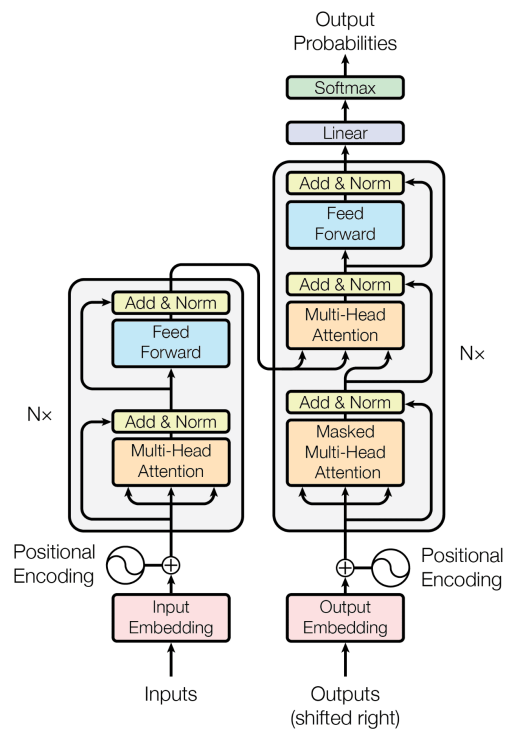 Output
Probabilities
Softmax
Linear
Add & Norm
Feed
Forward
Add & Norm
Multi-Head
Attention
Add & Norm
Masked
Multi-Head
Attention
Nx
Add & Norm
Feed
Forward
Add & Norm
Multi-Head
Attention
Nx
Positional
Encoding
Positional
Encoding
Input
Embedding
Output
Embedding
Inputs
Outputs
(shifted right)